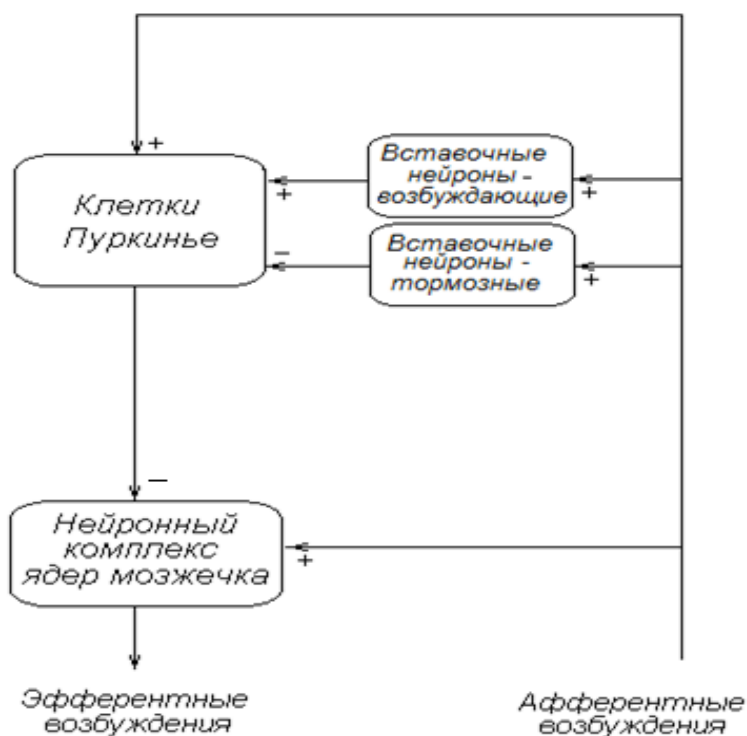 +
Вставочные
нейроны -
возбуждающие
+
+
Клетки
Пуркинье
−
Вставочные
нейроны -
тормозные
+
−
Нейронный
комплекс
ядер мозжечка
+
Эфферентные
возбуждения
Афферентные
возбуждения